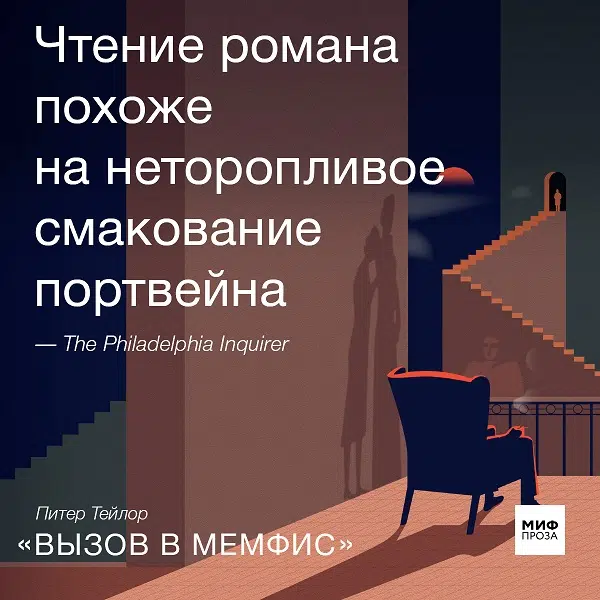 Чтение романа
похоже
на неторопливое
смакование
портвейна
— The Philadelphia Inquirer
Питер Тейлор
«ВЫЗОВ В МЕМФИС»
МИФ
ПРОЗА